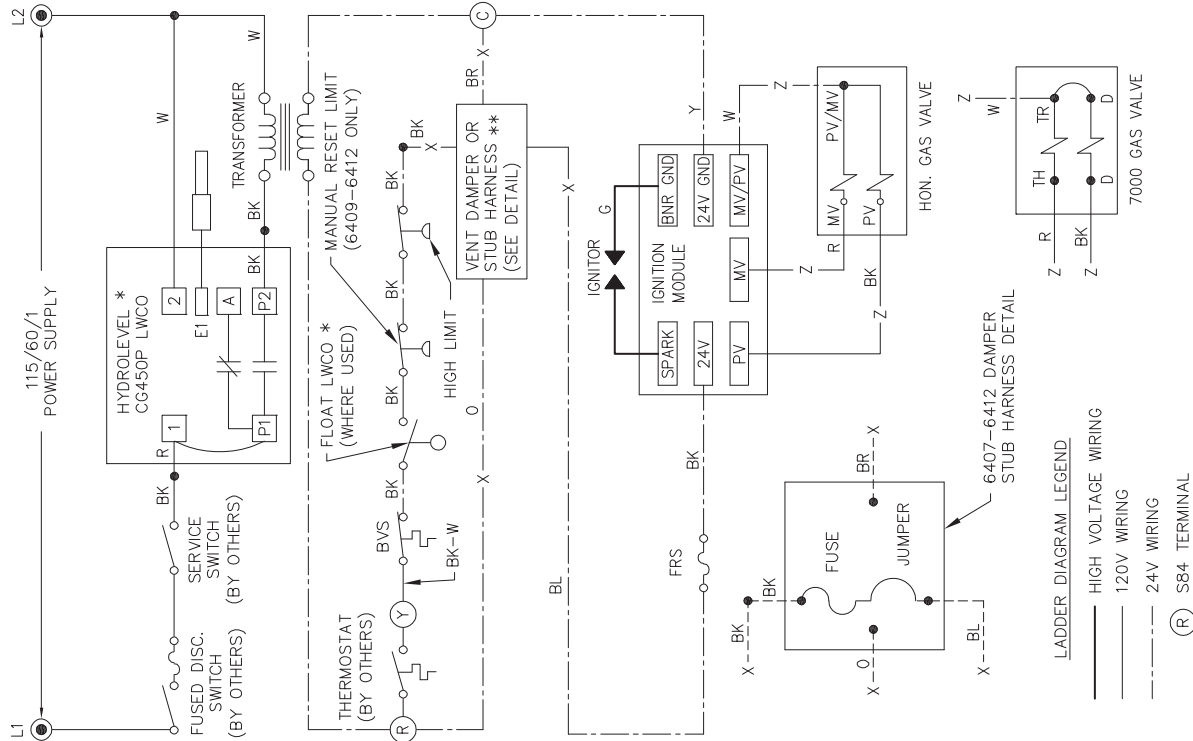 L1
115/60/1
POWER SUPPLY
L2
FUSED DISC.
SWITCH
(BY OTHERS)
SERVICE
SWITCH
(BY OTHERS)
BK
R
HYDROLEVEL *
CG450P LWCO
1
2
E1
A
P1
P2
W
BK
BK
TRANSFORMER
W
THERMOSTAT
(BY OTHERS)
R
Y
BK-W
BVS
BK
FLOAT LWCO *
(WHERE USED)
BK
MANUAL RESET LIMIT
(6409-6412 ONLY)
BK
HIGH LIMIT
BK
BK
X
VENT DAMPER OR
STUB HARNESS **
(SEE DETAIL)
BR
X
C
O
X
BL
X
FRS
BK
Y
IGNITOR
G
IGNITION
MODULE
SPARK
BNR GND
24V
24V GND
PV
MV
MV/PV
W
Z
Z
Z
R
BK
Z
MV
PV
PV/MV
HON. GAS VALVE
Z
R
Z
BK
TH
D
TR
D
Z
W
7000 GAS VALVE
X
BK
BK
FUSE
JUMPER
X
O
BR
X
X
BL
6407-6412 DAMPER
STUB HARNESS DETAIL
LADDER DIAGRAM LEGEND
HIGH VOLTAGE WIRING
120V WIRING
24V WIRING
R S84 TERMINAL